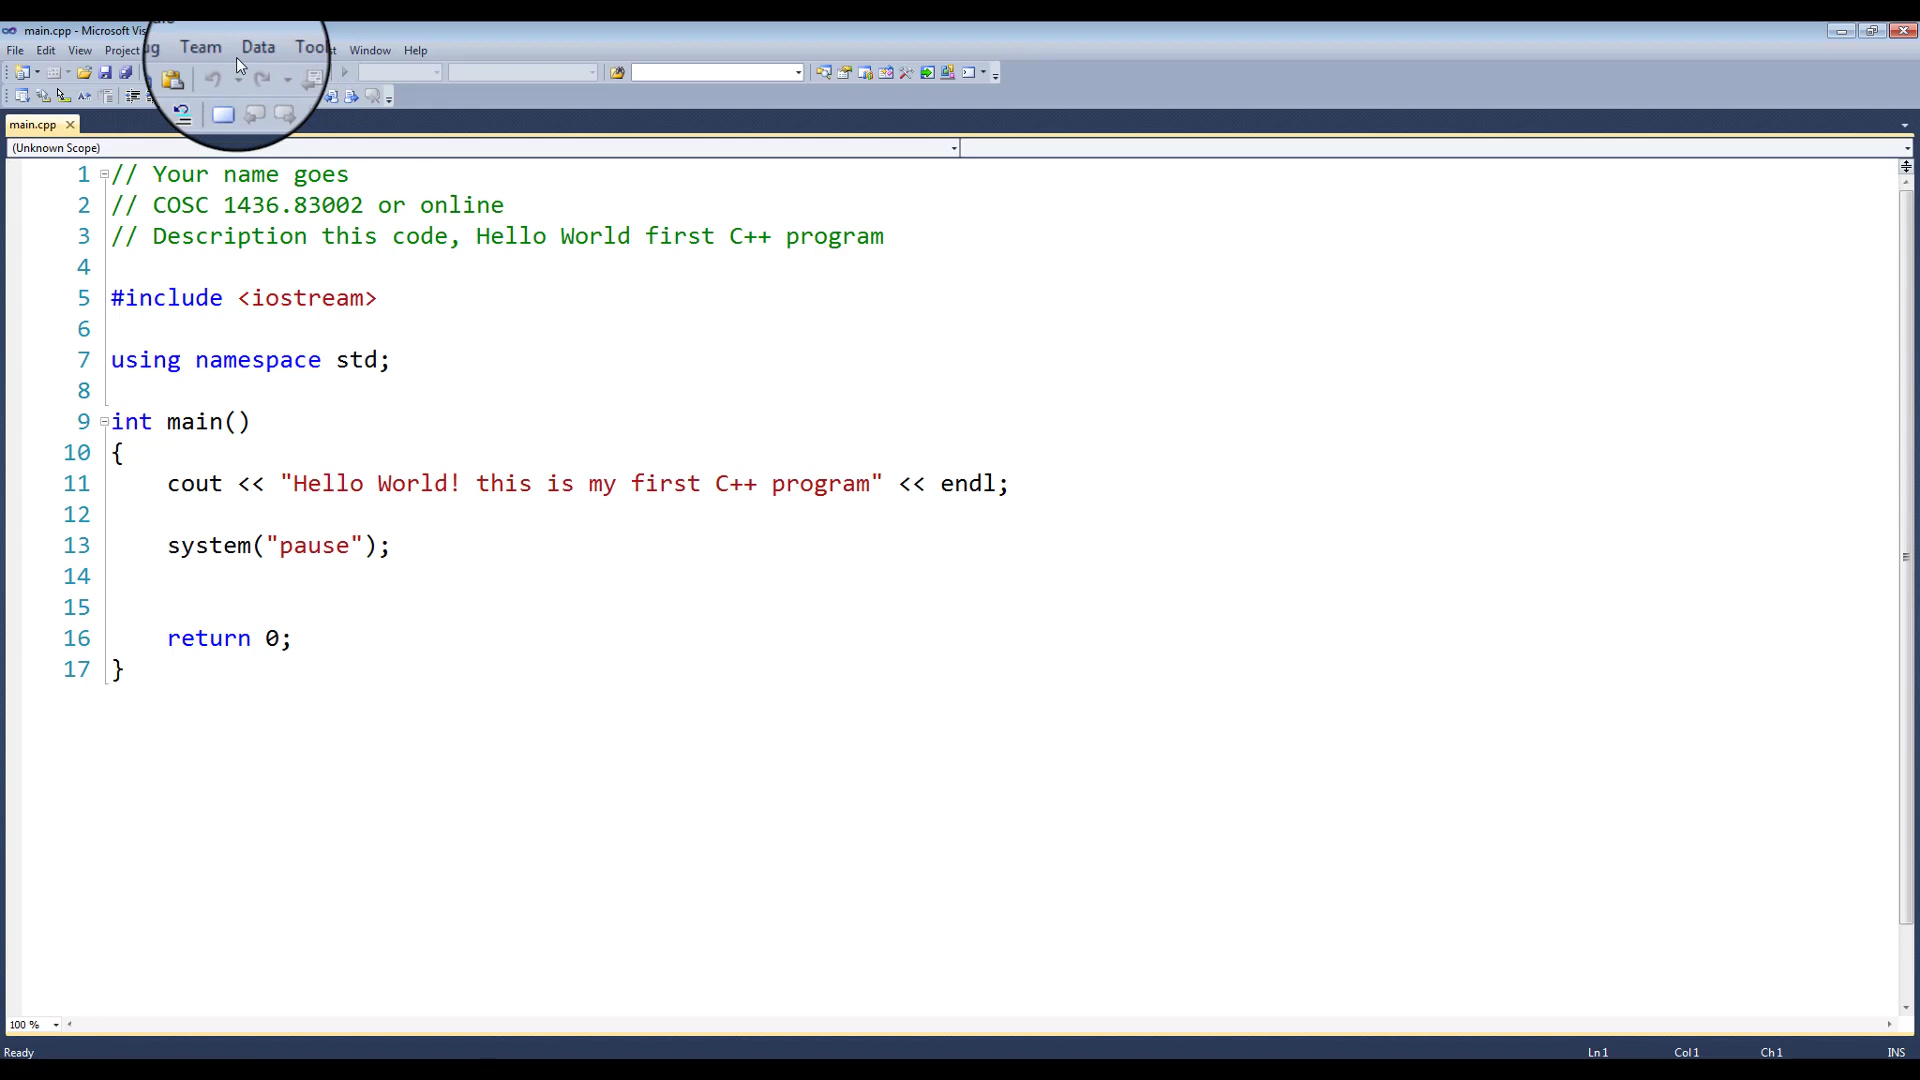 main.cpp - Microsoft Vis
File Edit View Project Team Data Window Help
main.cpp
(Unknown Scope)
1 // Your name goes
2 // COSC 1436.83002 or online
3 // Description this code, Hello World first C++ program
4
5 #include <iostream>
6
7 using namespace std;
8
9 int main()
10 {
11 cout << "Hello World! this is my first C++ program" << endl;
12
13 system("pause");
14
15
16 return 0;
17 }
100 %
Ready Ln 1 Col 1 Ch 1 INS